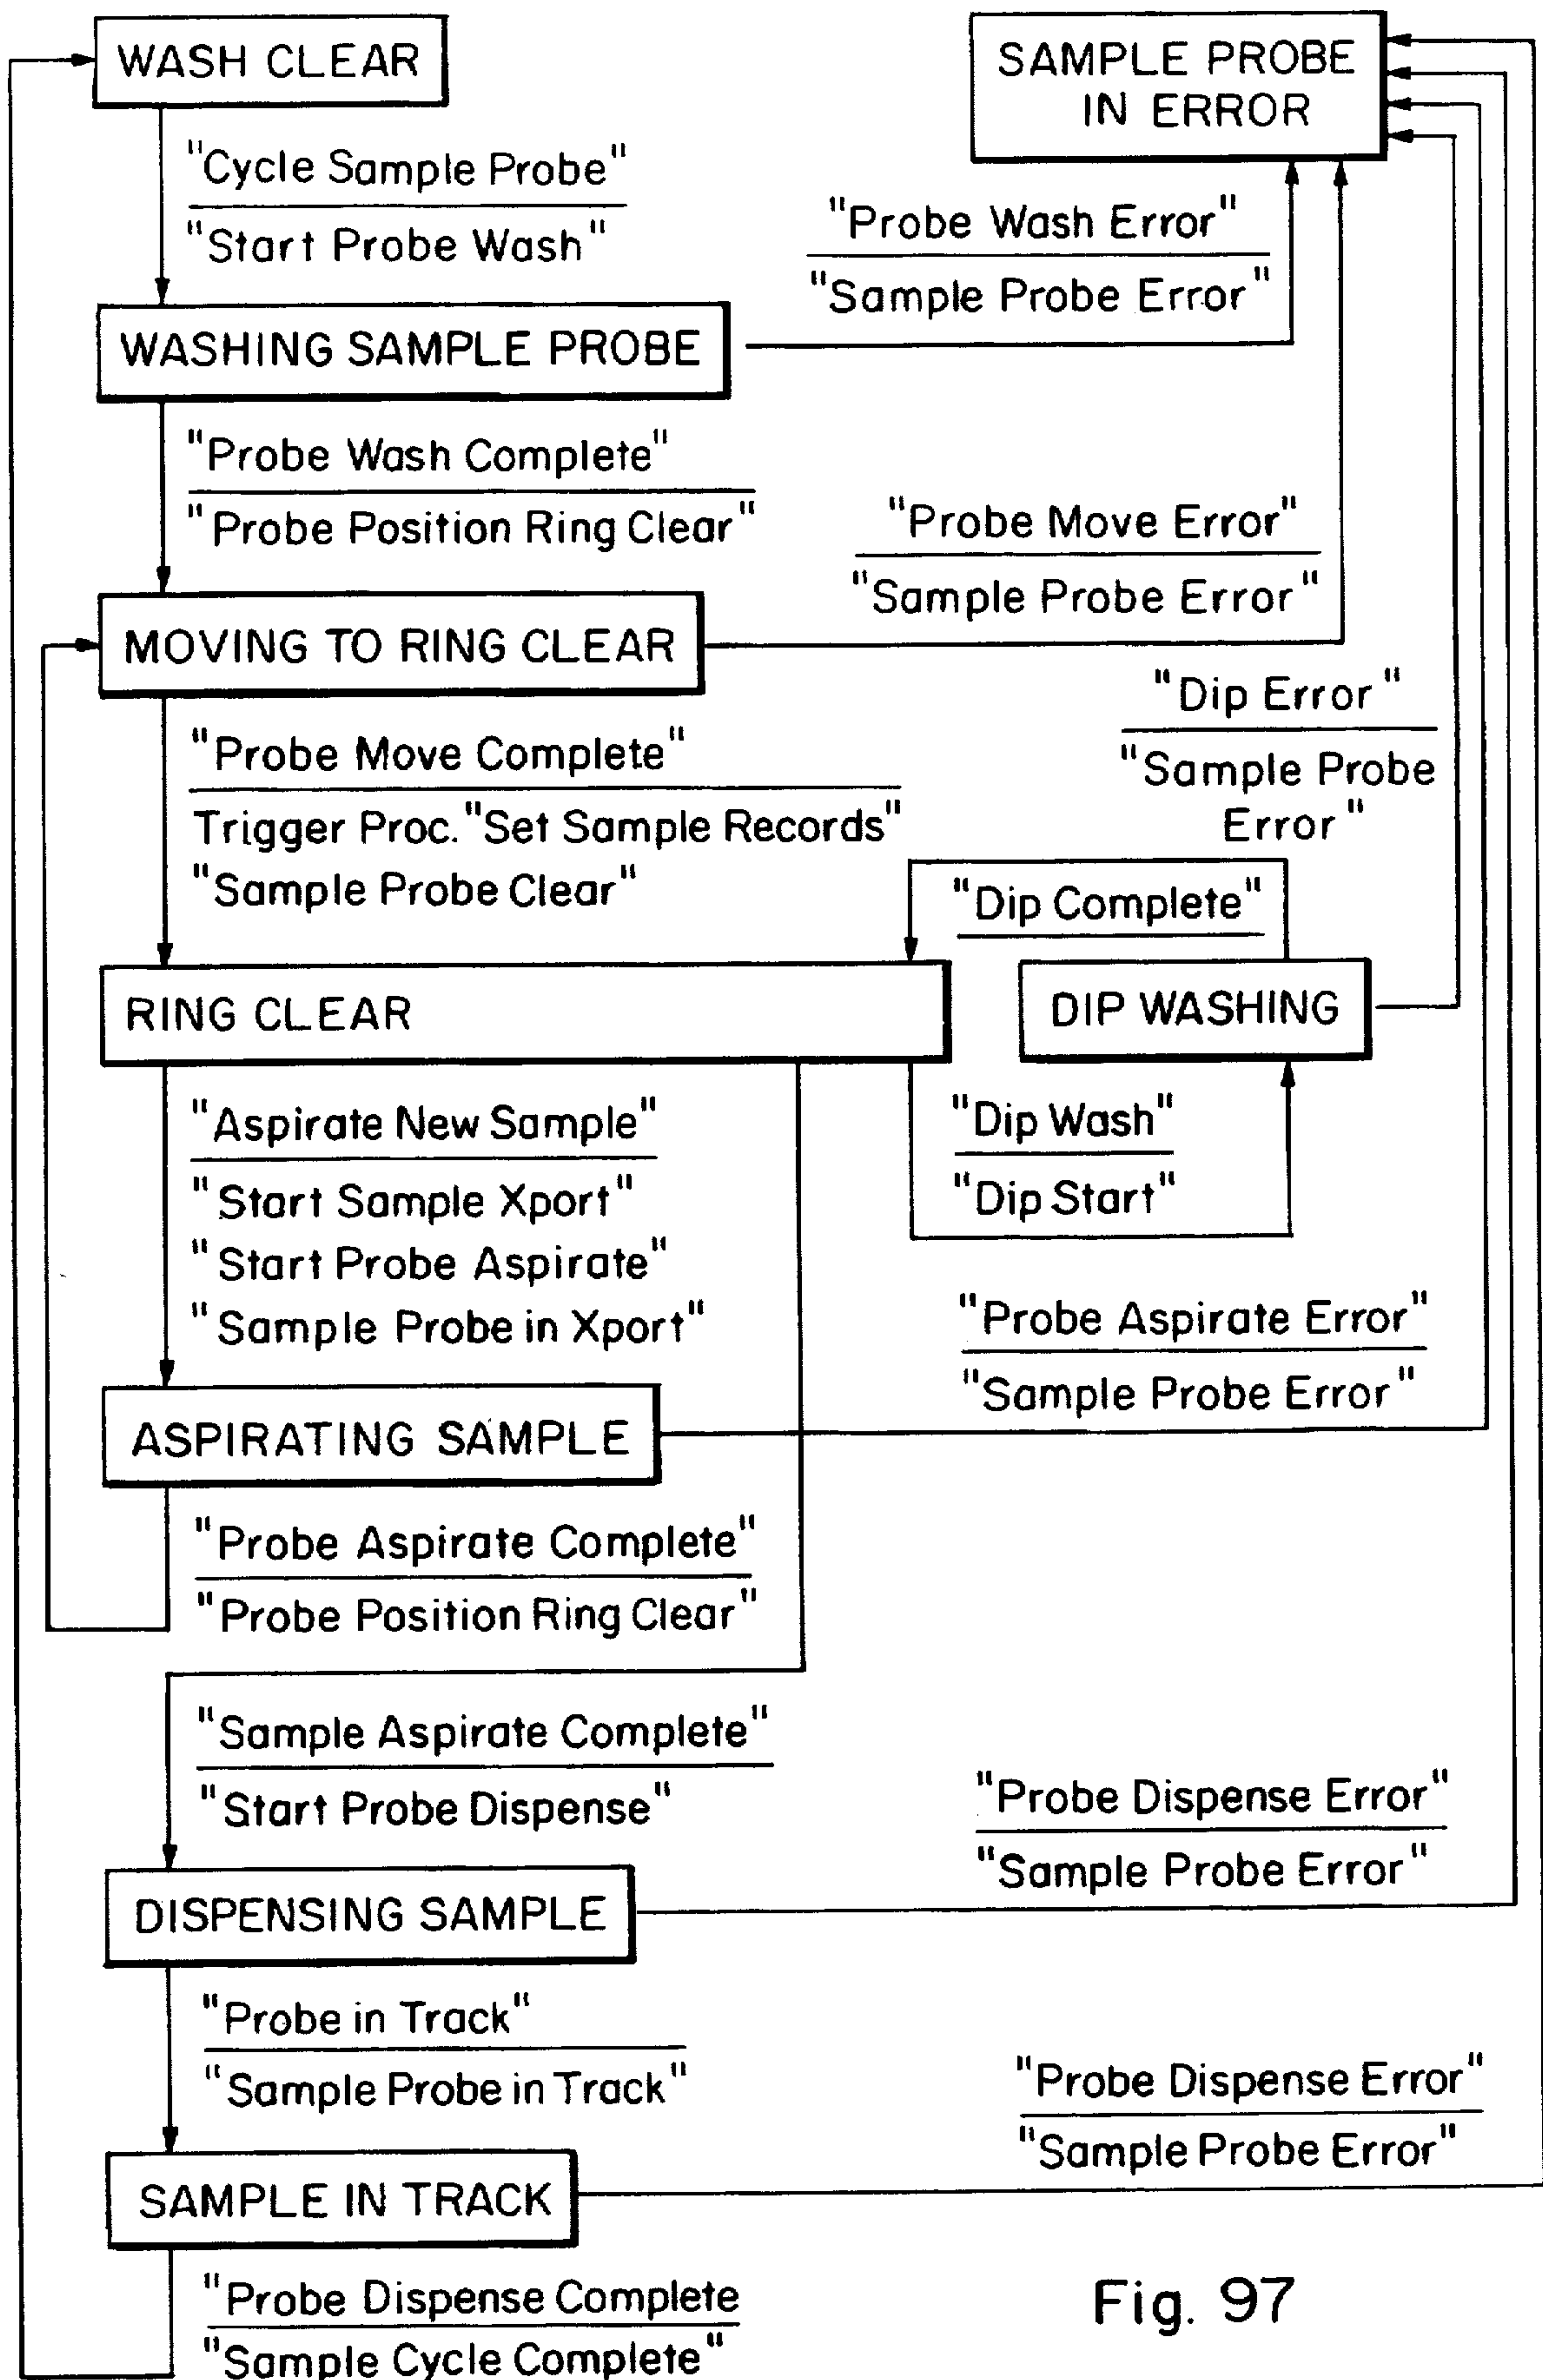 WASH CLEAR
SAMPLE PROBE
IN ERROR
"Cycle Sample Probe"
"Start Probe Wash"
"Probe Wash Error"
"Sample Probe Error"
WASHING SAMPLE PROBE
"Probe Wash Complete"
"Probe Position Ring Clear"
"Probe Move Error"
"Sample Probe Error"
MOVING TO RING CLEAR
"Dip Error"
"Sample Probe
Error"
"Probe Move Complete"
Trigger Proc. "Set Sample Records"
"Sample Probe Clear"
"Dip Complete"
RING CLEAR
DIP WASHING
"Aspirate New Sample"
"Start Sample Xport"
"Start Probe Aspirate"
"Sample Probe in Xport"
"Dip Wash"
"Dip Start"
"Probe Aspirate Error"
"Sample Probe Error"
ASPIRATING SAMPLE
"Probe Aspirate Complete"
"Probe Position Ring Clear"
"Sample Aspirate Complete"
"Start Probe Dispense"
"Probe Dispense Error"
"Sample Probe Error"
DISPENSING SAMPLE
"Probe in Track"
"Sample Probe in Track"
"Probe Dispense Error"
"Sample Probe Error"
SAMPLE IN TRACK
"Probe Dispense Complete
"Sample Cycle Complete"
Fig. 97